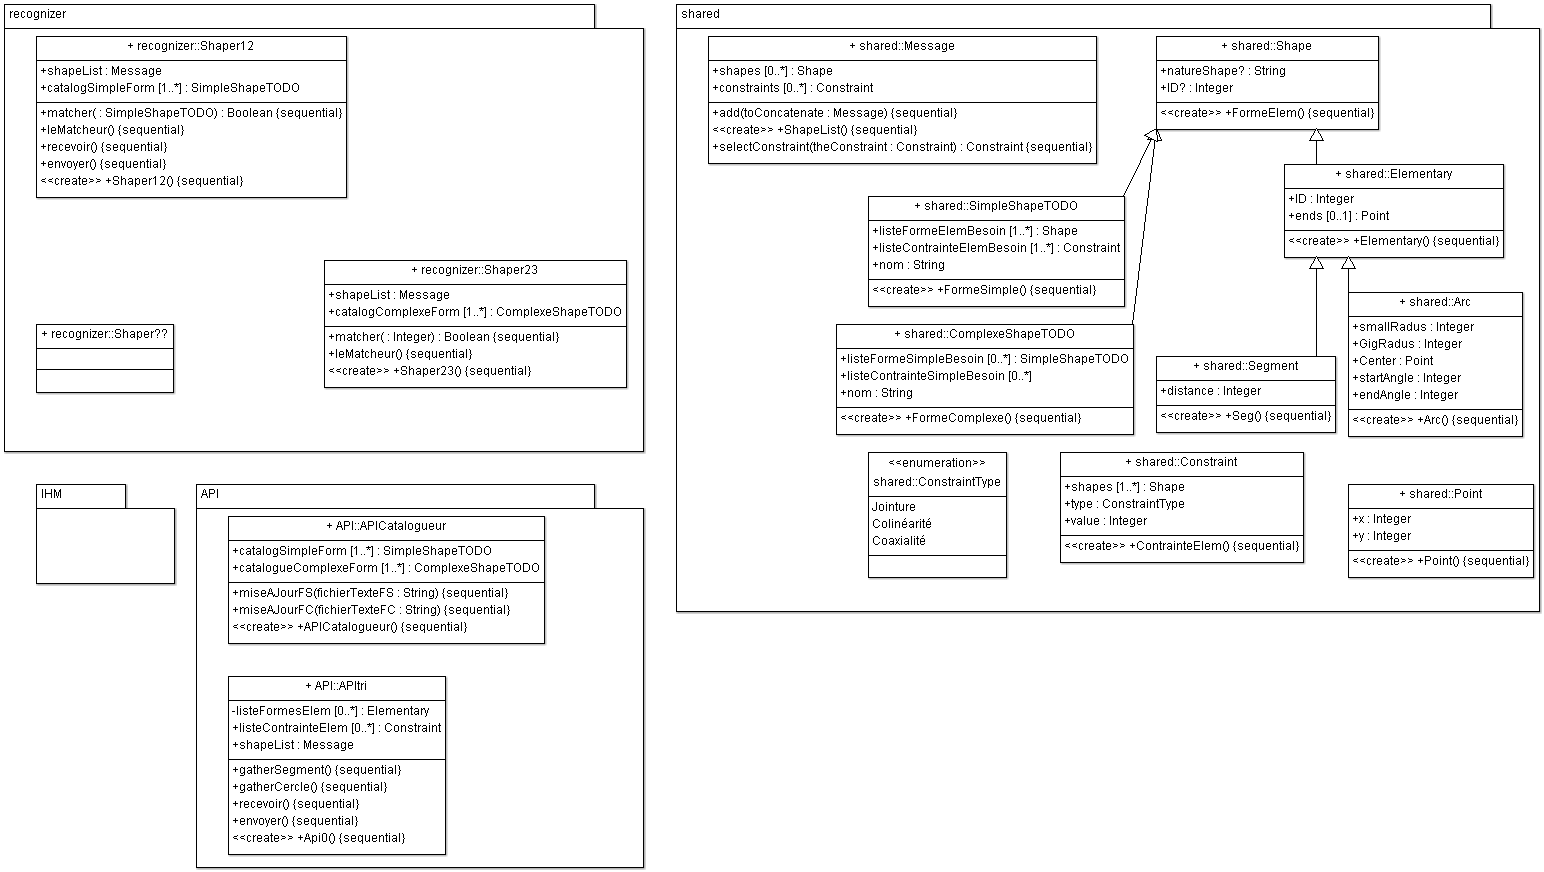 recognizer
+ recognizer::Shaper12
+shapeList : Message
+catalogSimpleForm [1..*] : SimpleShapeTODO
+matcher( : SimpleShapeTODO) : Boolean {sequential}
+leMatcheur() {sequential}
+recevoir() {sequential}
+envoyer() {sequential}
<<create>> +Shaper12() {sequential}
+ recognizer::Shaper23
+shapeList : Message
+catalogComplexeForm [1..*] : ComplexeShapeTODO
+matcher( : Integer) : Boolean {sequential}
+leMatcheur() {sequential}
<<create>> +Shaper23() {sequential}
+ recognizer::Shaper??
IHM
API
+ API::APICatalogueur
+catalogSimpleForm [1..*] : SimpleShapeTODO
+catalogueComplexeForm [1..*] : ComplexeShapeTODO
+miseAJourFS(fichierTexteFS : String) {sequential}
+miseAJourFC(fichierTexteFC : String) {sequential}
<<create>> +APICatalogueur() {sequential}
+ API::APItri
-listeFormesElem [0..*] : Elementary
+listeContrainteElem [0..*] : Constraint
+shapeList : Message
+gatherSegment() {sequential}
+gatherCercle() {sequential}
+recevoir() {sequential}
+envoyer() {sequential}
<<create>> +Api0() {sequential}
shared
+ shared::Message
+shapes [0..*] : Shape
+constraints [0..*] : Constraint
+add(toConcatenate : Message) {sequential}
<<create>> +ShapeList() {sequential}
+selectConstraint(theConstraint : Constraint) : Constraint {sequential}
+ shared::Shape
+natureShape? : String
+ID? : Integer
<<create>> +FormeElem() {sequential}
+ shared::Elementary
+ID : Integer
+ends [0..1] : Point
<<create>> +Elementary() {sequential}
+ shared::SimpleShapeTODO
+listeFormeElemBesoin [1..*] : Shape
+listeContrainteElemBesoin [1..*] : Constraint
+nom : String
<<create>> +FormeSimple() {sequential}
+ shared::ComplexeShapeTODO
+listeFormeSimpleBesoin [0..*] : SimpleShapeTODO
+listeContrainteSimpleBesoin [0..*]
+nom : String
<<create>> +FormeComplexe() {sequential}
+ shared::Segment
+distance : Integer
<<create>> +Seg() {sequential}
+ shared::Arc
+smallRadius : Integer
+GigRadius : Integer
+Center : Point
+startAngle : Integer
+endAngle : Integer
<<create>> +Arc() {sequential}
<<enumeration>>
shared::ConstraintType
Jointure
Colinéarité
Coaxialité
+ shared::Constraint
+shapes [1..*] : Shape
+type : ConstraintType
+value : Integer
<<create>> +ContrainteElem() {sequential}
+ shared::Point
+x : Integer
+y : Integer
<<create>> +Point() {sequential}